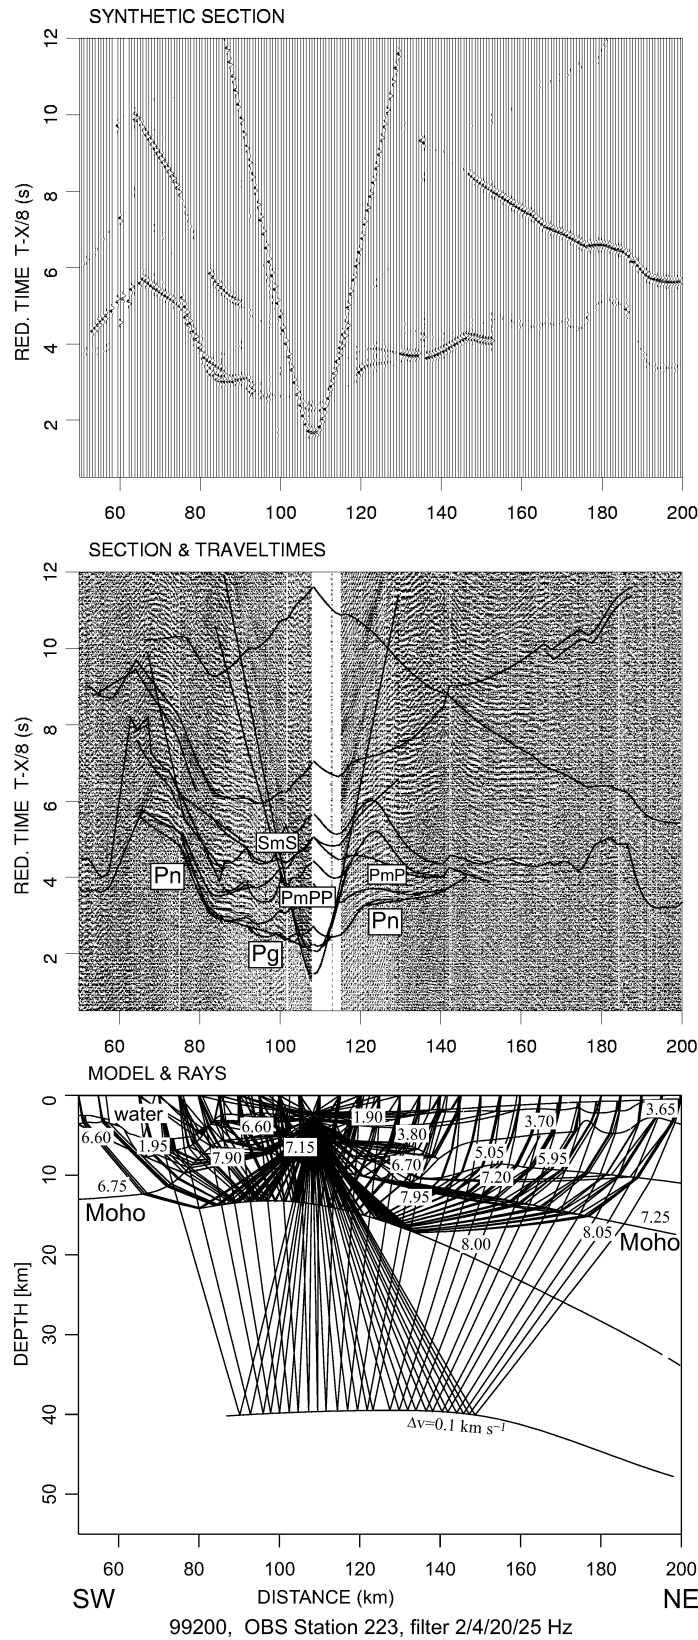 SYNTHETIC SECTION
12
10
8
6
4
2
RED. TIME T-X/8 (s)
60 80 100 120 140 160 180 200
SECTION & TRAVELTIMES
12
10
8
6
4
2
RED. TIME T-X/8 (s)
SmS
Pn
PmP
PmPP
Pn
Pg
60 80 100 120 140 160 180 200
MODEL & RAYS
0
10
20
30
40
50
DEPTH [km]
water 1.90 3.65
6.60 3.70
6.60 1.95 7.15 3.80
7.90 5.05 5.95
6.70 7.20
6.75 7.95
Moho 7.25
8.00 8.05 Moho
Δv=0.1 km s⁻¹
60 80 100 120 140 160 180 200
SW DISTANCE (km) NE
99200, OBS Station 223, filter 2/4/20/25 Hz